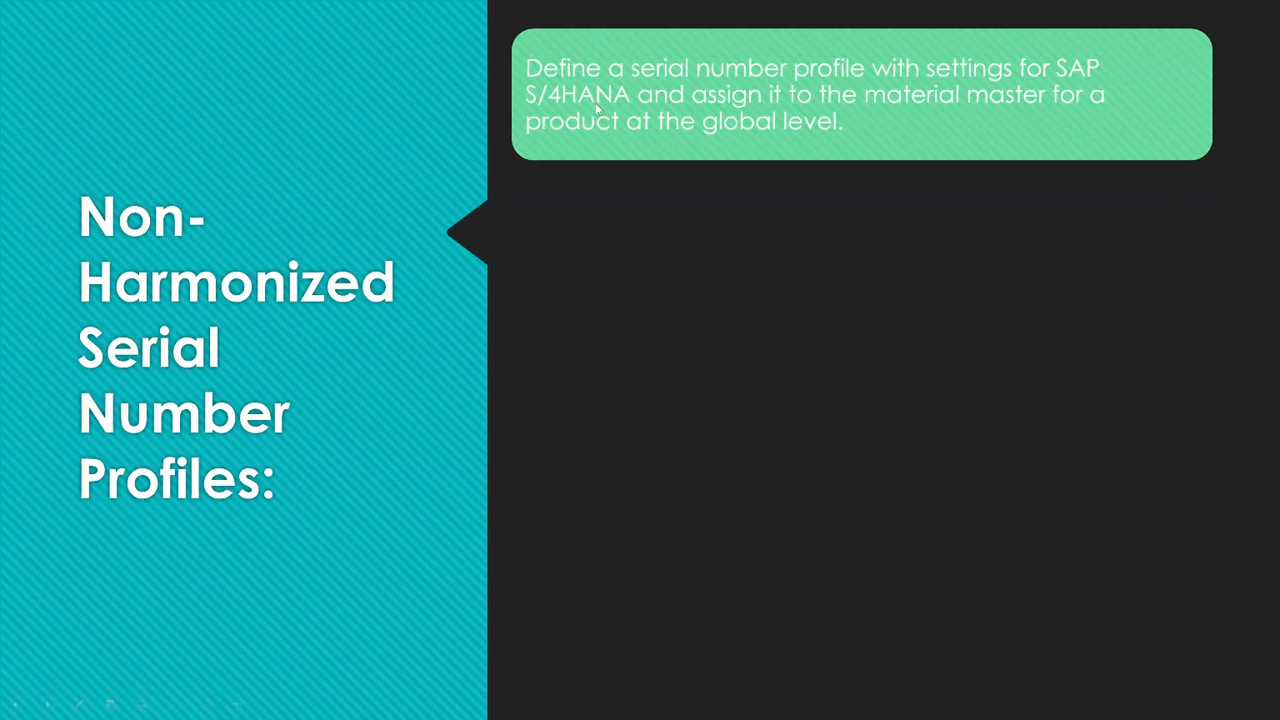 Non-
Harmonized
Serial
Number
Profiles:
Define a serial number profile with settings for SAP
S/4HANA and assign it to the material master for a
product at the global level.